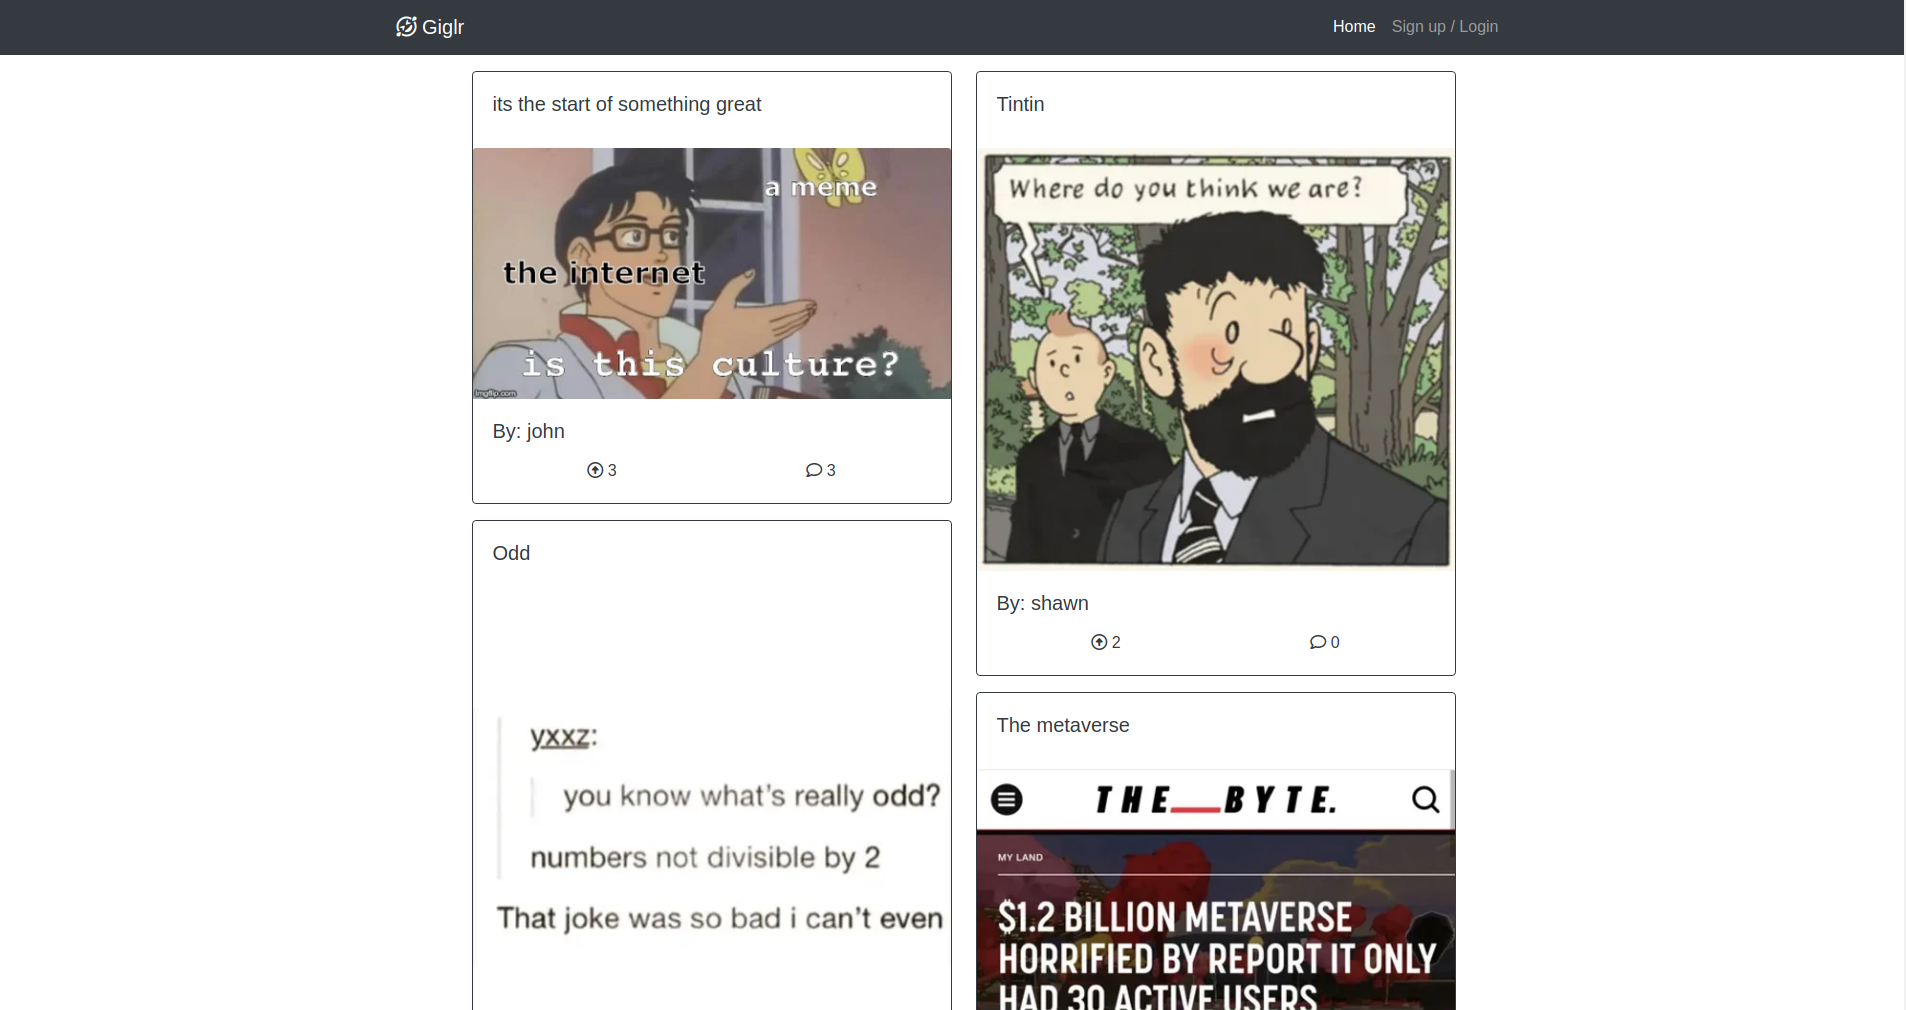 Giglr
Home Sign up / Login
its the start of something great
a meme
the internet
is this culture?
imgflip.com
By: john
3 3
Odd
yxxz:
you know what's really odd?
numbers not divisible by 2
That joke was so bad i can't even
Tintin
Where do you think we are?
By: shawn
2 0
The metaverse
THE__BYTE.
MY LAND
$1.2 BILLION METAVERSE
HORRIFIED BY REPORT IT ONLY
HAD 30 ACTIVE USERS